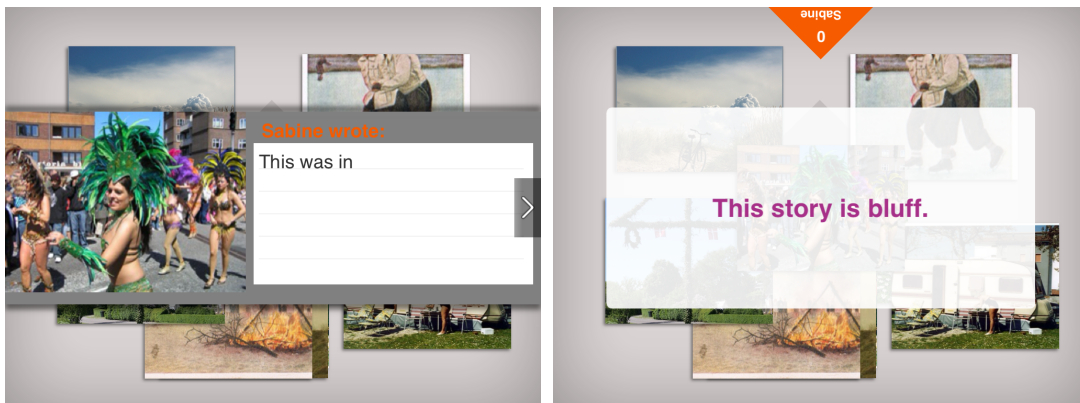 Sabine wrote:
This was in
Sabine
0
This story is bluff.